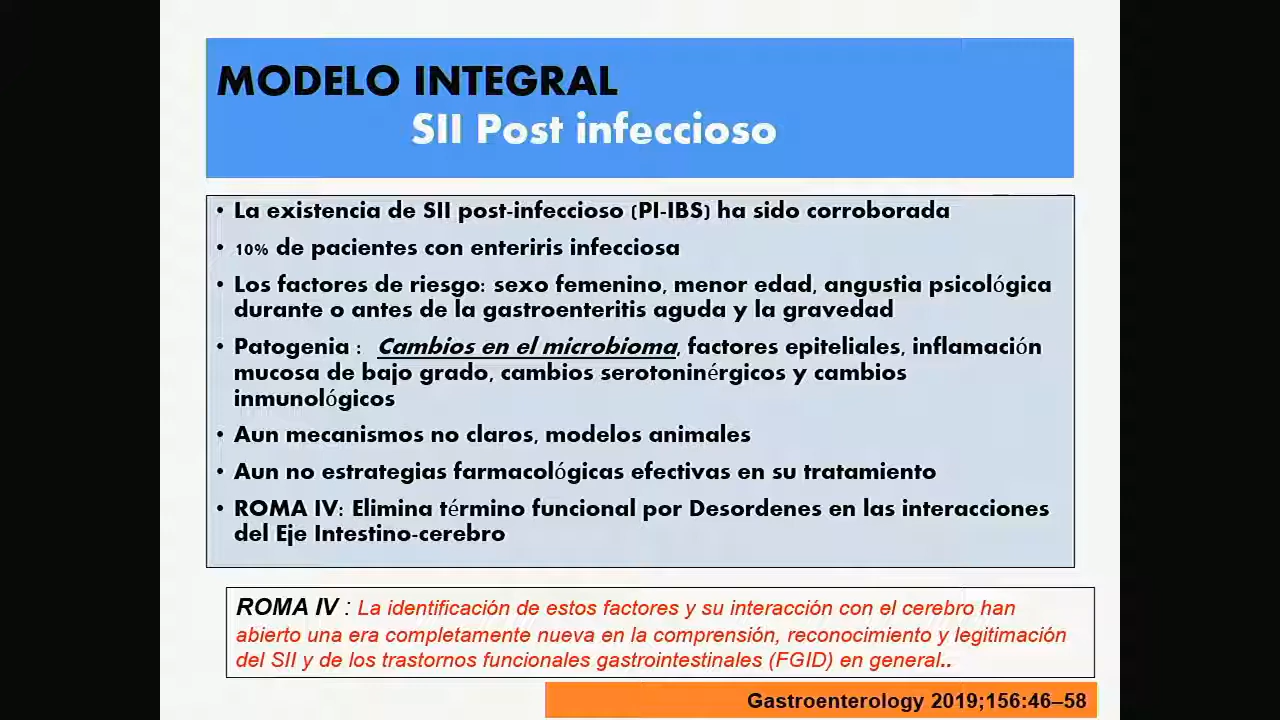 MODELO INTEGRAL
SII Post infeccioso
• La existencia de SII post-infeccioso (PI-IBS) ha sido corroborada
• 10% de pacientes con enteriris infecciosa
• Los factores de riesgo: sexo femenino, menor edad, angustia psicológica
durante o antes de la gastroenteritis aguda y la gravedad
• Patogenia : Cambios en el microbioma, factores epiteliales, inflamación
mucosa de bajo grado, cambios serotoninérgicos y cambios
inmunológicos
• Aun mecanismos no claros, modelos animales
• Aun no estrategias farmacológicas efectivas en su tratamiento
• ROMA IV: Elimina término funcional por Desordenes en las interacciones
del Eje Intestino-cerebro
ROMA IV : La identificación de estos factores y su interacción con el cerebro han
abierto una era completamente nueva en la comprensión, reconocimiento y legitimación
del SII y de los trastornos funcionales gastrointestinales (FGID) en general..
Gastroenterology 2019;156:46–58